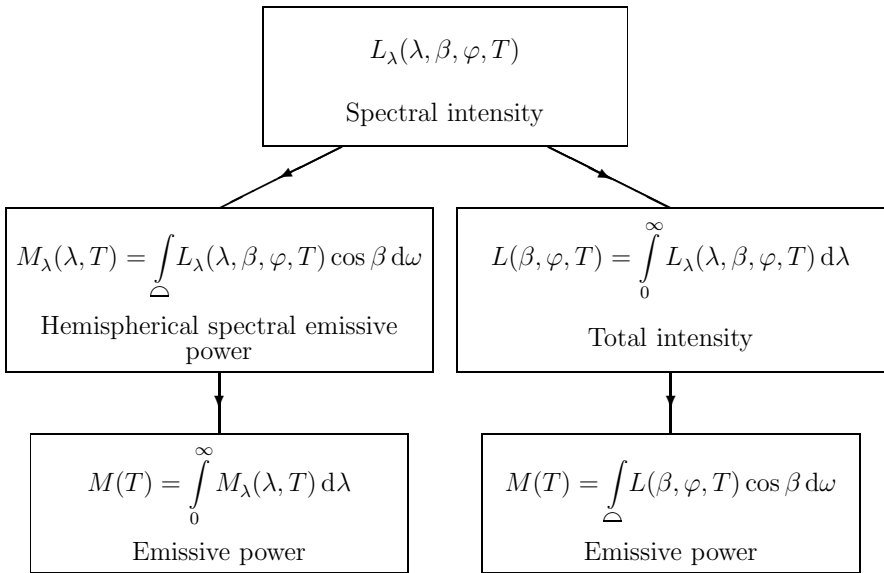 L_λ(λ, β, φ, T)
Spectral intensity
M_λ(λ, T) = ∫_⌓ L_λ(λ, β, φ, T) cos β dω
Hemispherical spectral emissive
power
L(β, φ, T) = ∫_0^∞ L_λ(λ, β, φ, T) dλ
Total intensity
M(T) = ∫_0^∞ M_λ(λ, T) dλ
Emissive power
M(T) = ∫_⌓ L(β, φ, T) cos β dω
Emissive power